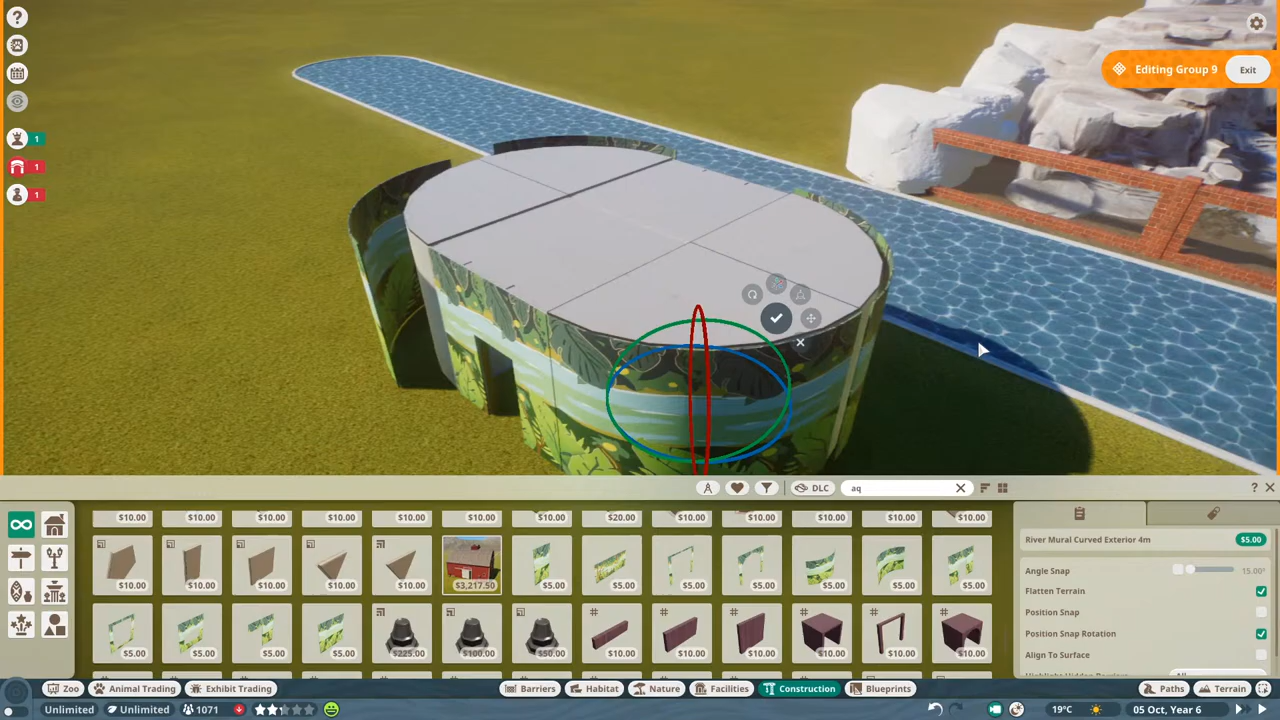 ?
Editing Group 9 Exit
1
1
1
DLC aq
$10.00 $10.00 $10.00 $10.00 $10.00 $10.00 $10.00 $20.00 $10.00 $10.00 $10.00 $10.00 $10.00
$10.00 $10.00 $10.00 $10.00 $10.00 $3,217.50 $5.00 $5.00 $5.00 $5.00 $5.00 $5.00 $5.00
$5.00 $5.00 $5.00 $5.00 $225.00 $100.00 $50.00 $10.00 $10.00 $10.00 $10.00 $10.00 $10.00
?
River Mural Curved Exterior 4m $5.00
Angle Snap 15.00°
Flatten Terrain
Position Snap
Position Snap Rotation
Align To Surface
Zoo Animal Trading Exhibit Trading Barriers Habitat Nature Facilities Construction Blueprints Paths Terrain
Unlimited Unlimited 1071 19°C 05 Oct, Year 6